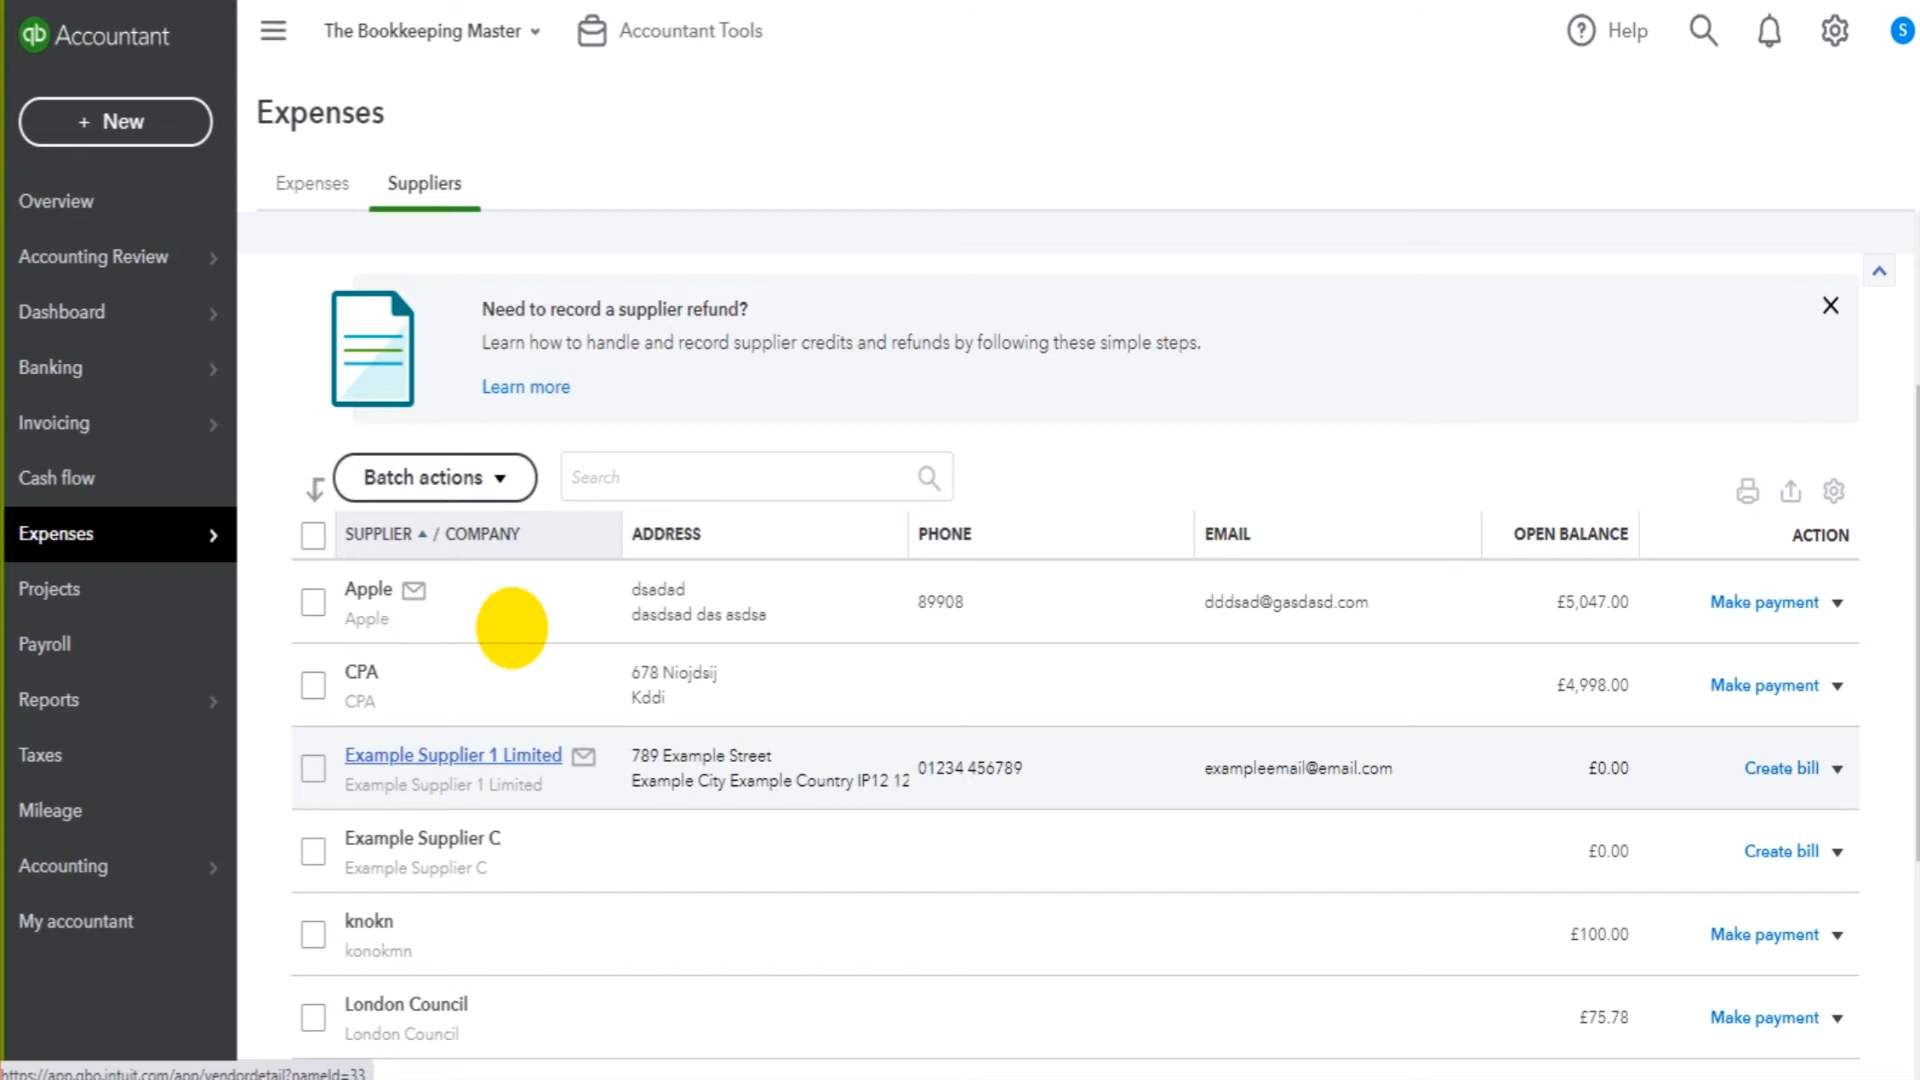 qb Accountant
The Bookkeeping Master
Accountant Tools
Help
S
+ New
Expenses
Expenses
Suppliers
Overview
Accounting Review
Dashboard
Banking
Invoicing
Cash flow
Expenses
Projects
Payroll
Reports
Taxes
Mileage
Accounting
My accountant
Need to record a supplier refund?
Learn how to handle and record supplier credits and refunds by following these simple steps.
Learn more
Batch actions
Search
SUPPLIER / COMPANY ADDRESS PHONE EMAIL OPEN BALANCE ACTION
Apple
Apple
dsadad
dasdsad das asdsa
89908
dddsad@gasdasd.com
£5,047.00
Make payment
CPA
CPA
678 Niojdsij
Kddi
£4,998.00
Make payment
Example Supplier 1 Limited
Example Supplier 1 Limited
789 Example Street
Example City Example Country IP12 12
01234 456789
exampleemail@email.com
£0.00
Create bill
Example Supplier C
Example Supplier C
£0.00
Create bill
knokn
konokmn
£100.00
Make payment
London Council
London Council
£75.78
Make payment
https://app.qbo.intuit.com/app/vendordetail?nameId=33